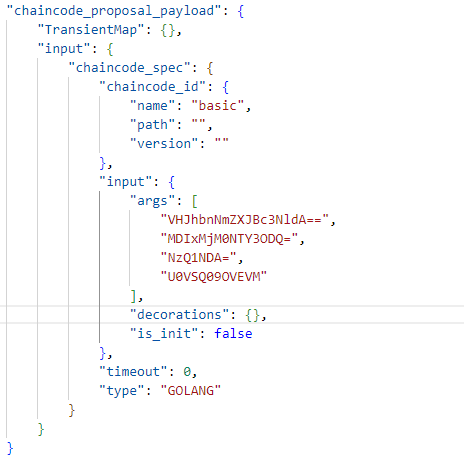 "chaincode_proposal_payload": {
"TransientMap": {},
"input": {
"chaincode_spec": {
"chaincode_id": {
"name": "basic",
"path": "",
"version": ""
},
"input": {
"args": [
"VHJhbnNmZXJBc3NldA==",
"MDIxMjM0NTY3ODQ=",
"NzQ1NDA=",
"U0VSQ09OVEVM"
],
"decorations": {},
"is_init": false
},
"timeout": 0,
"type": "GOLANG"
}
}
}